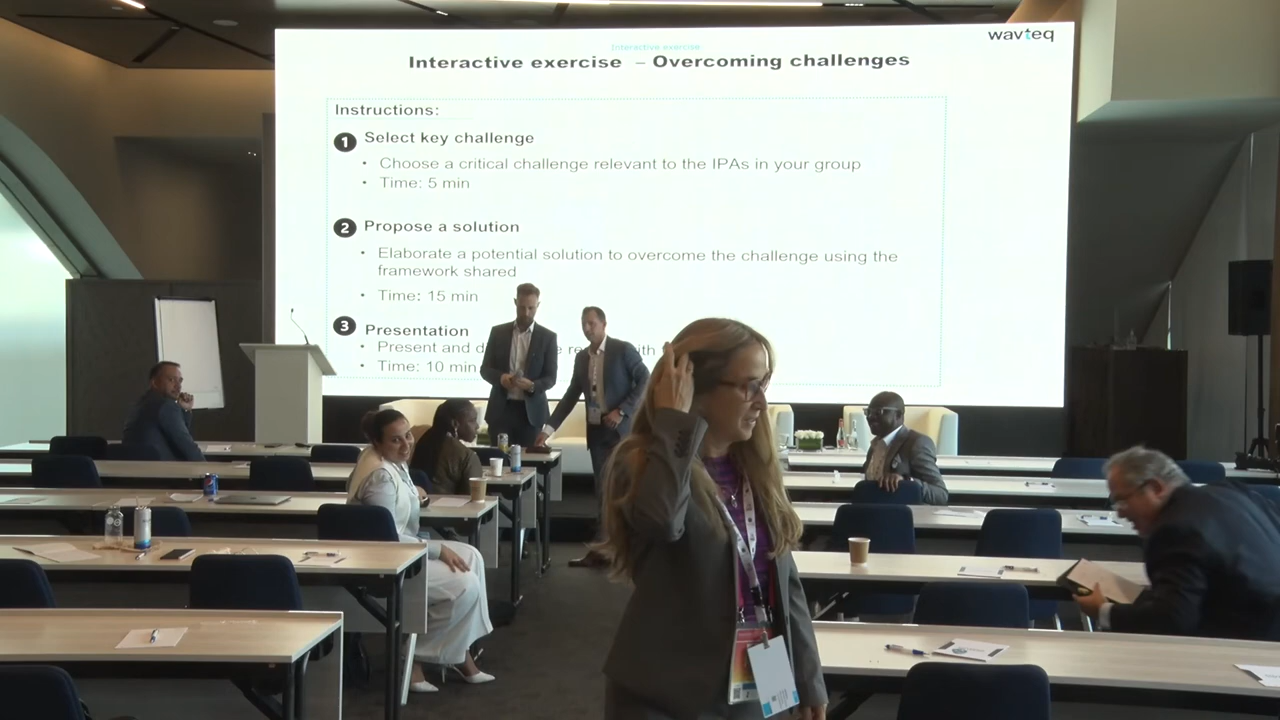 wavteq
Interactive exercise
Interactive exercise – Overcoming challenges
Instructions:
1 Select key challenge
• Choose a critical challenge relevant to the IPAs in your group
• Time: 5 min
2 Propose a solution
• Elaborate a potential solution to overcome the challenge using the
framework shared
• Time: 15 min
3 Presentation
• Present and
• Time: 10 min